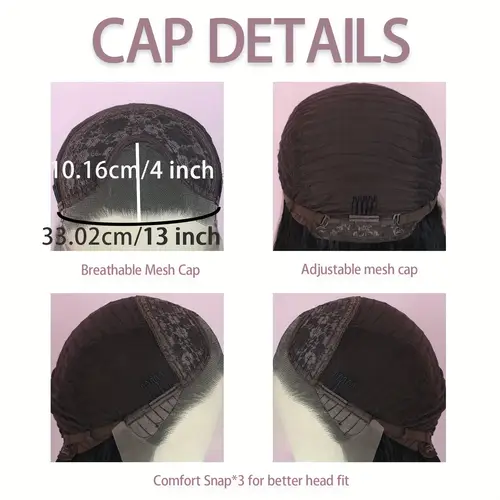 CAP DETAILS
10.16cm/4 inch
33.02cm/13 inch
Breathable Mesh Cap
Adjustable mesh cap
Comfort Snap*3 for better head fit